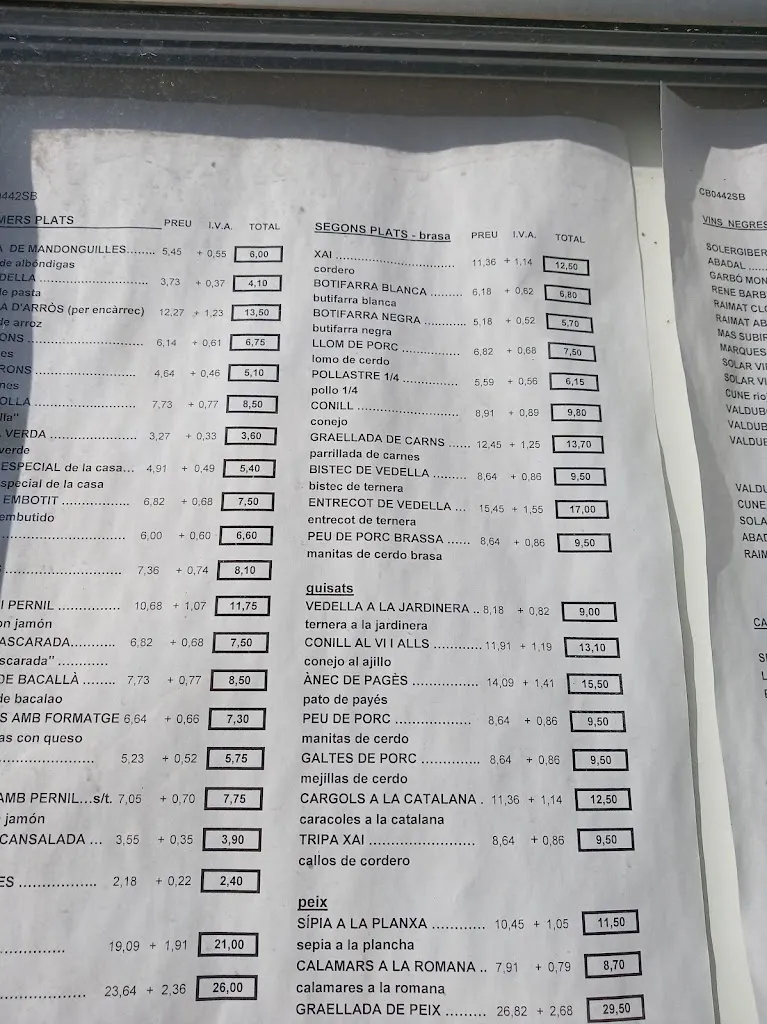 0442SB
MERS PLATS PREU I.V.A. TOTAL
A DE MANDONGUILLES........ 5,45 + 0,55 6,00
de albóndigas
DELLA ........................... 3,73 + 0,37 4,10
de pasta
A D'ARRÒS (per encàrrec) 12,27 + 1,23 13,50
de arroz
ONS ............................. 6,14 + 0,61 6,75
es
RONS ........................... 4,64 + 0,46 5,10
nes
OLLA ........................... 7,73 + 0,77 8,50
lla"
A VERDA ...................... 3,27 + 0,33 3,60
verde
ESPECIAL de la casa... 4,91 + 0,49 5,40
special de la casa
EMBOTIT .................... 6,82 + 0,68 7,50
embutido
................................ 6,00 + 0,60 6,60
S ............................... 7,36 + 0,74 8,10
I PERNIL ................ 10,68 + 1,07 11,75
on jamón
ASCARADA........... 6,82 + 0,68 7,50
scarada" ............
DE BACALLÀ ........ 7,73 + 0,77 8,50
de bacalao
S AMB FORMATGE 6,64 + 0,66 7,30
as con queso
....................... 5,23 + 0,52 5,75
AMB PERNIL...s/t. 7,05 + 0,70 7,75
jamón
CANSALADA ... 3,55 + 0,35 3,90
ES ................. 2,18 + 0,22 2,40
.............. 19,09 + 1,91 21,00
.................... 23,64 + 2,36 26,00
SEGONS PLATS - brasa PREU I.V.A. TOTAL
XAI ................................ 11,36 + 1,14 12,50
cordero
BOTIFARRA BLANCA ......... 6,18 + 0,62 6,80
butifarra blanca
BOTIFARRA NEGRA ............ 5,18 + 0,52 5,70
butifarra negra
LLOM DE PORC ................. 6,82 + 0,68 7,50
lomo de cerdo
POLLASTRE 1/4 ................. 5,59 + 0,56 6,15
pollo 1/4
CONILL ........................... 8,91 + 0,89 9,80
conejo
GRAELLADA DE CARNS ...... 12,45 + 1,25 13,70
parrillada de carnes
BISTEC DE VEDELLA .......... 8,64 + 0,86 9,50
bistec de ternera
ENTRECOT DE VEDELLA ... 15,45 + 1,55 17,00
entrecot de ternera
PEU DE PORC BRASSA ...... 8,64 + 0,86 9,50
manitas de cerdo brasa
guisats
VEDELLA A LA JARDINERA .. 8,18 + 0,82 9,00
ternera a la jardinera
CONILL AL VI I ALLS ............ 11,91 + 1,19 13,10
conejo al ajillo
ÀNEC DE PAGÈS ................ 14,09 + 1,41 15,50
pato de payés
PEU DE PORC .................. 8,64 + 0,86 9,50
manitas de cerdo
GALTES DE PORC .............. 8,64 + 0,86 9,50
mejillas de cerdo
CARGOLS A LA CATALANA . 11,36 + 1,14 12,50
caracoles a la catalana
TRIPA XAI ......................... 8,64 + 0,86 9,50
callos de cordero
peix
SÍPIA A LA PLANXA ............ 10,45 + 1,05 11,50
sepia a la plancha
CALAMARS A LA ROMANA .. 7,91 + 0,79 8,70
calamares a la romana
GRAELLADA DE PEIX ......... 26,82 + 2,68 29,50
CB0442SB
VINS NEGRES
SOLERGIBER
ABADAL .........
GARBÓ MON
RENE BARB
RAIMAT CLO
RAIMAT AB
MAS SUBIR
MARQUES
SOLAR VI
SOLAR VI
CUNE rio
VALDUB
VALDUB
VALDUE
VALDU
CUNE
SOLA
ABAD
RAIM
CA
S
L